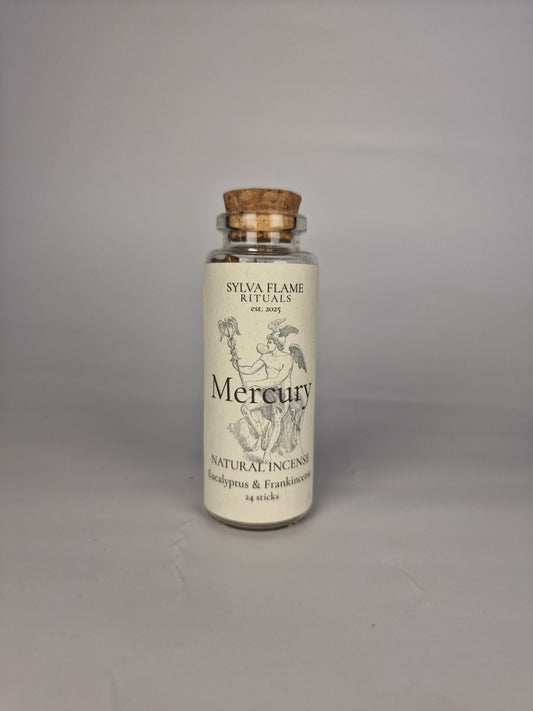 SYLVA FLAME
RITUALS
est. 2025
Mercury
NATURAL INCENSE
Eucalyptus & Frankincense
24 sticks